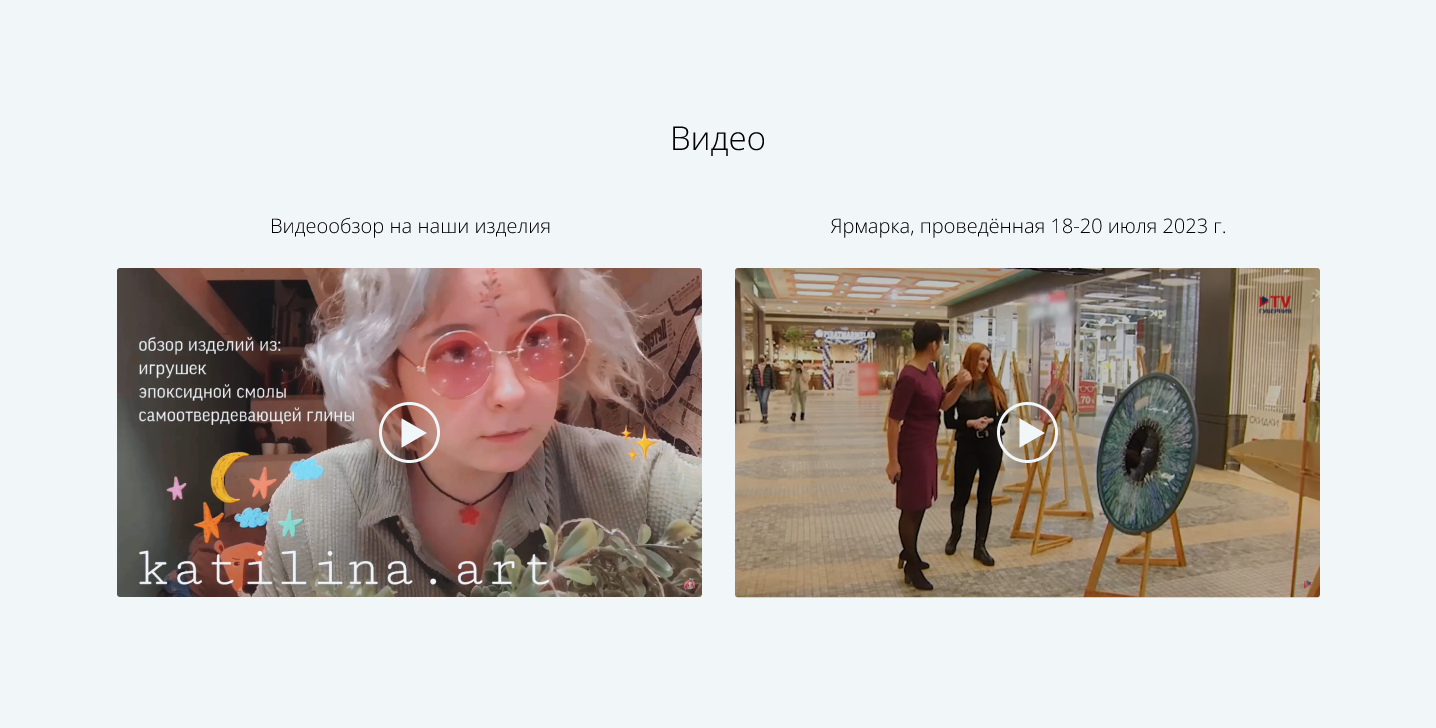 Видео
Видеообзор на наши изделия
Ярмарка, проведённая 18-20 июля 2023 г.
обзор изделий из:
игрушек
эпоксидной смолы
самоотвердевающей глины
katilina.art
TV
ГУБЕРНИЯ
СКИДКИ
70